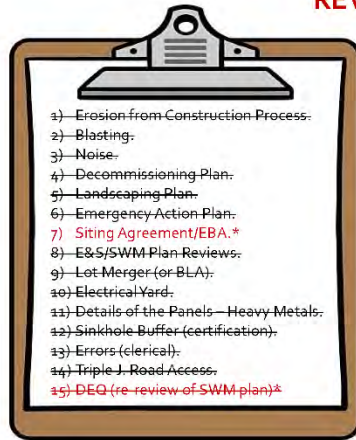 REV
1) Erosion from Construction Process.
2) Blasting.
3) Noise.
4) Decommissioning Plan.
5) Landscaping Plan.
6) Emergency Action Plan.
7) Siting Agreement/EBA.*
8) E&S/SWM Plan Reviews.
9) Lot Merger (or BLA).
10) Electrical Yard.
11) Details of the Panels – Heavy Metals.
12) Sinkhole Buffer (certification).
13) Errors (clerical).
14) Triple J. Road Access.
15) DEQ (re-review of SWM plan)*